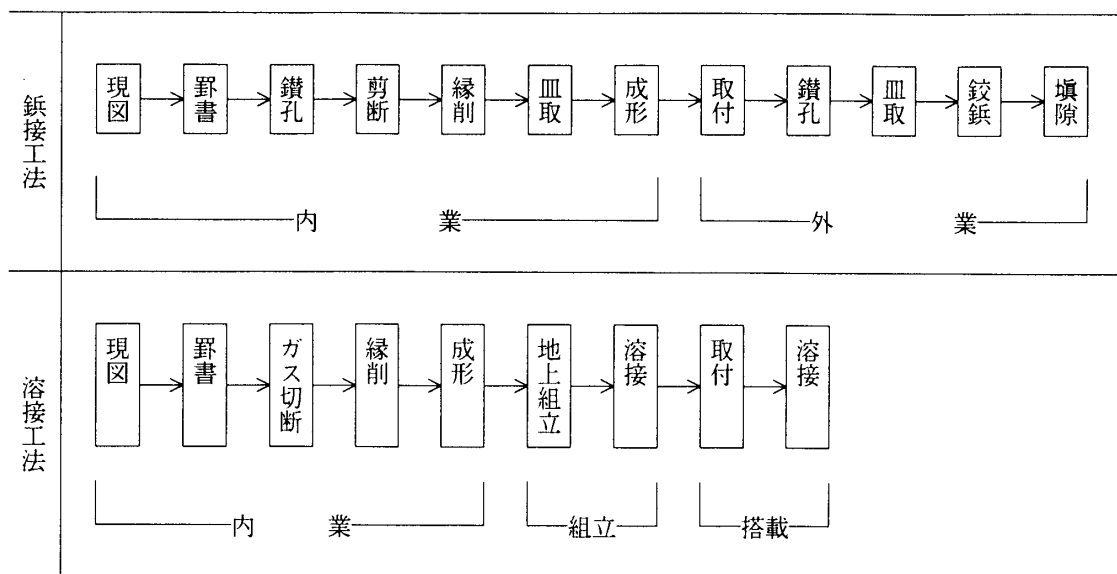 鋲接工法
現図
罫書
鑽孔
剪断
縁削
皿取
成形
取付
鑽孔
皿取
鉸鋲
塡隙
内業
外業
溶接工法
現図
罫書
ガス切断
縁削
成形
地上組立
溶接
取付
溶接
内業
組立
搭載